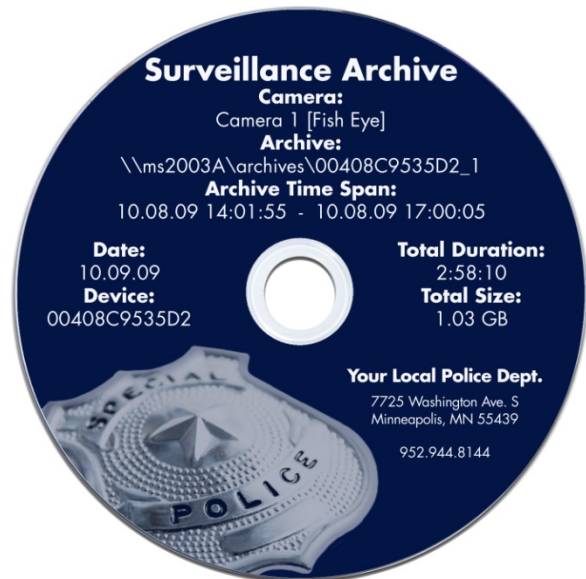 Surveillance Archive
Camera:
Camera 1 [Fish Eye]
Archive:
\\ms2003A\archives\00408C9535D2_1
Archive Time Span:
10.08.09 14:01:55 - 10.08.09 17:00:05
Date:
10.09.09
Device:
00408C9535D2
Total Duration:
2:58:10
Total Size:
1.03 GB
Your Local Police Dept.
7725 Washington Ave. S
Minneapolis, MN 55439
952.944.8144
SPECIAL
POLICE